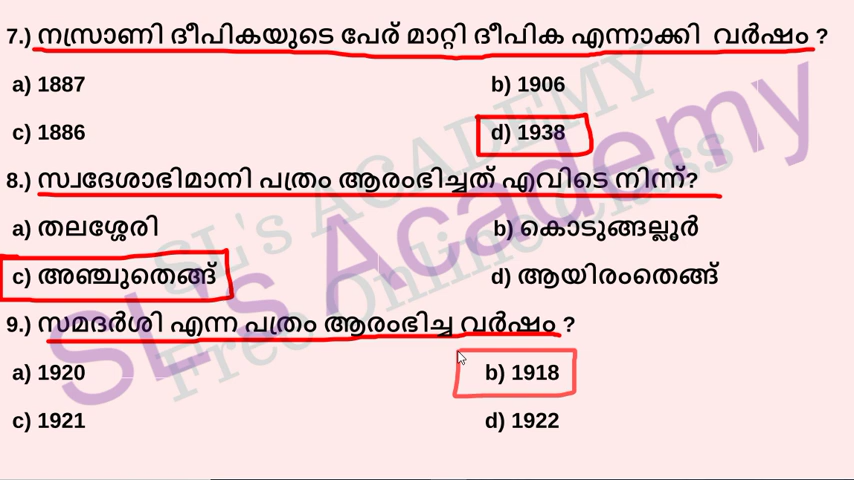 7.) നസ്രാണി ദീപികയുടെ പേര് മാറ്റി ദീപിക എന്നാക്കി വർഷം ?
a) 1887 b) 1906
c) 1886 d) 1938
8.) സ്വദേശാഭിമാനി പത്രം ആരംഭിച്ചത് എവിടെ നിന്ന്?
a) തലശ്ശേരി b) കൊടുങ്ങല്ലൂർ
c) അഞ്ചുതെങ്ങ് d) ആയിരംതെങ്ങ്
9.) സമദർശി എന്ന പത്രം ആരംഭിച്ച വർഷം ?
a) 1920 b) 1918
c) 1921 d) 1922
SL's ACADEMY
SL's Academy
Free Online Class